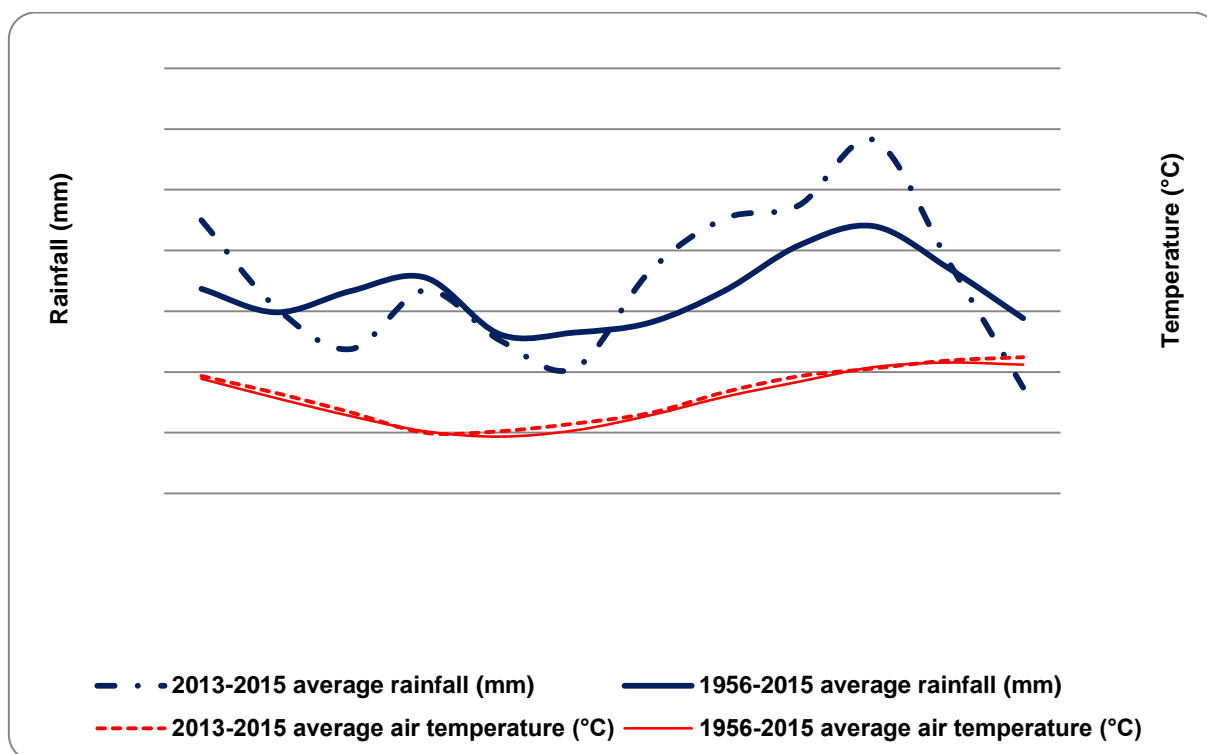 Rainfall (mm)
Temperature (°C)
2013-2015 average rainfall (mm)
1956-2015 average rainfall (mm)
2013-2015 average air temperature (°C)
1956-2015 average air temperature (°C)